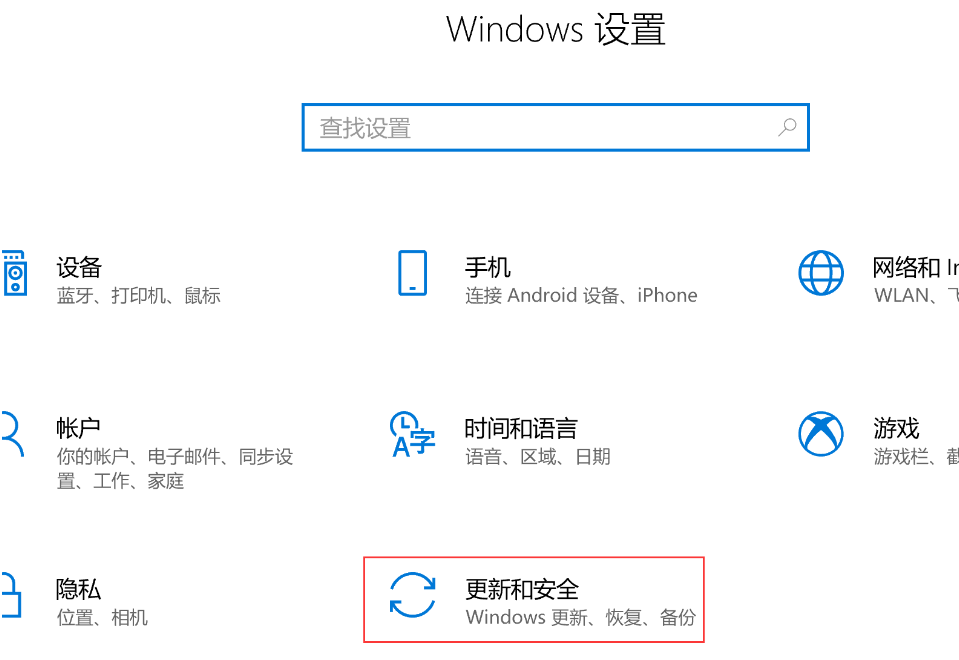 Windows 设置
查找设置
设备
蓝牙、打印机、鼠标
手机
连接 Android 设备、iPhone
网络和 In
WLAN、飞
帐户
你的帐户、电子邮件、同步设
置、工作、家庭
时间和语言
语音、区域、日期
游戏
游戏栏、截
隐私
位置、相机
更新和安全
Windows 更新、恢复、备份